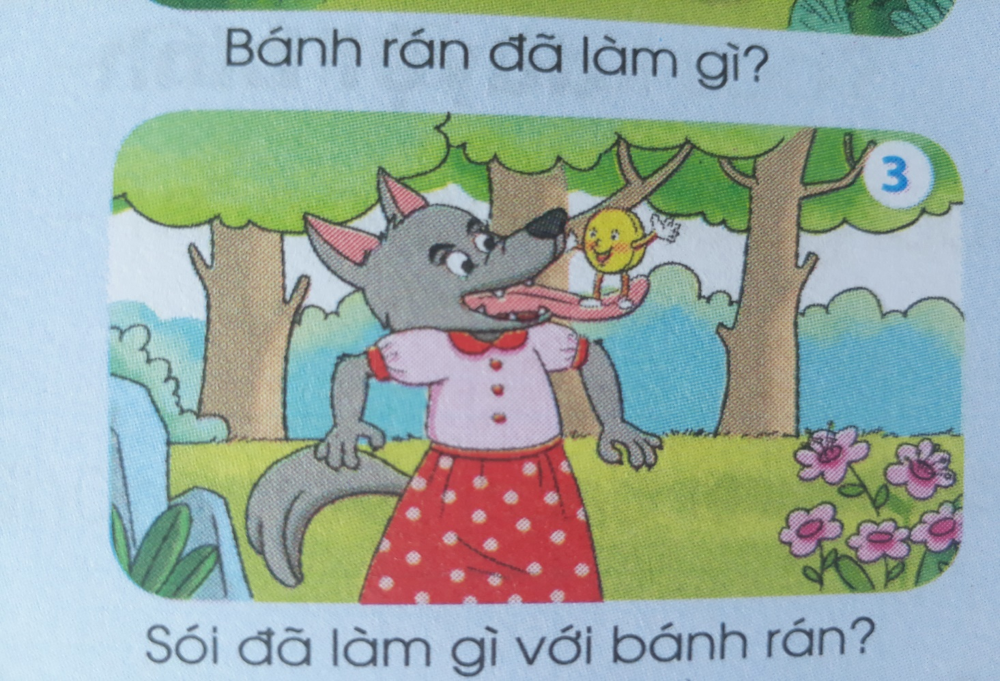 Bánh rán đã làm gì?
3
Sói đã làm gì với bánh rán?